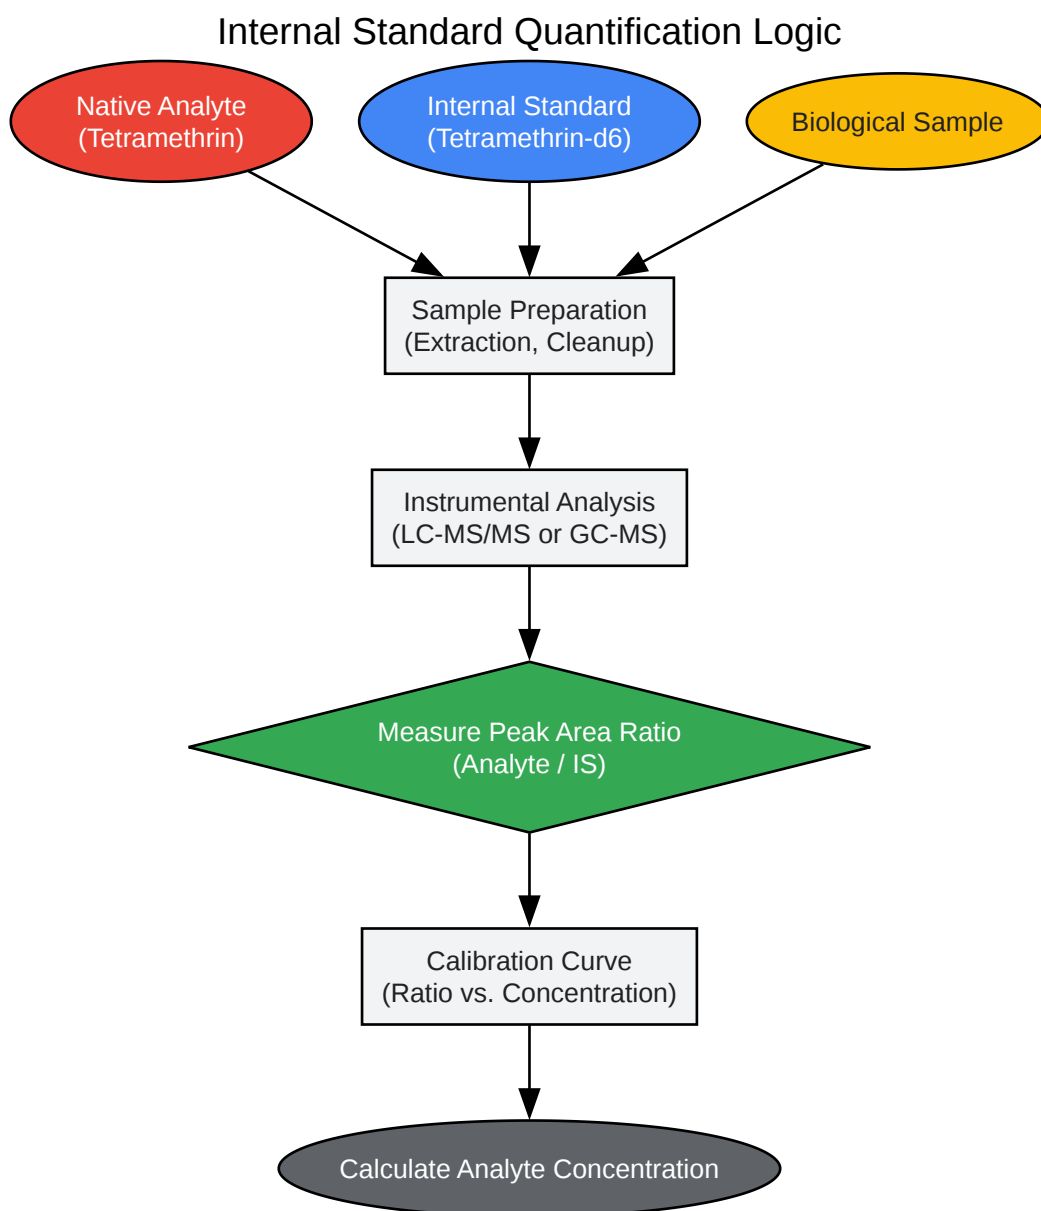 Internal Standard Quantification Logic
Native Analyte
(Tetramethrin)
Internal Standard
(Tetramethrin-d6)
Biological Sample
Sample Preparation
(Extraction, Cleanup)
Instrumental Analysis
(LC-MS/MS or GC-MS)
Measure Peak Area Ratio
(Analyte / IS)
Calibration Curve
(Ratio vs. Concentration)
Calculate Analyte Concentration